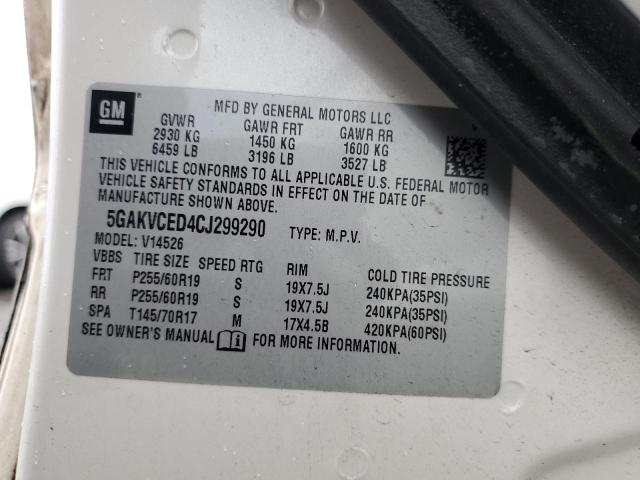 GM
MFD BY GENERAL MOTORS LLC
GVWR GAWR FRT GAWR RR
2930 KG 1450 KG 1600 KG
6459 LB 3196 LB 3527 LB
THIS VEHICLE CONFORMS TO ALL APPLICABLE U.S. FEDERAL MOTOR
VEHICLE SAFETY STANDARDS IN EFFECT ON THE DATE OF
MANUFACTURE SHOWN ABOVE.
5GAKVCED4CJ299290 TYPE: M.P.V.
MODEL: V14526
VBBS TIRE SIZE SPEED RTG RIM COLD TIRE PRESSURE
FRT P255/60R19 S 19X7.5J 240KPA(35PSI)
RR P255/60R19 S 19X7.5J 240KPA(35PSI)
SPA T145/70R17 M 17X4.5B 420KPA(60PSI)
SEE OWNER'S MANUAL FOR MORE INFORMATION.